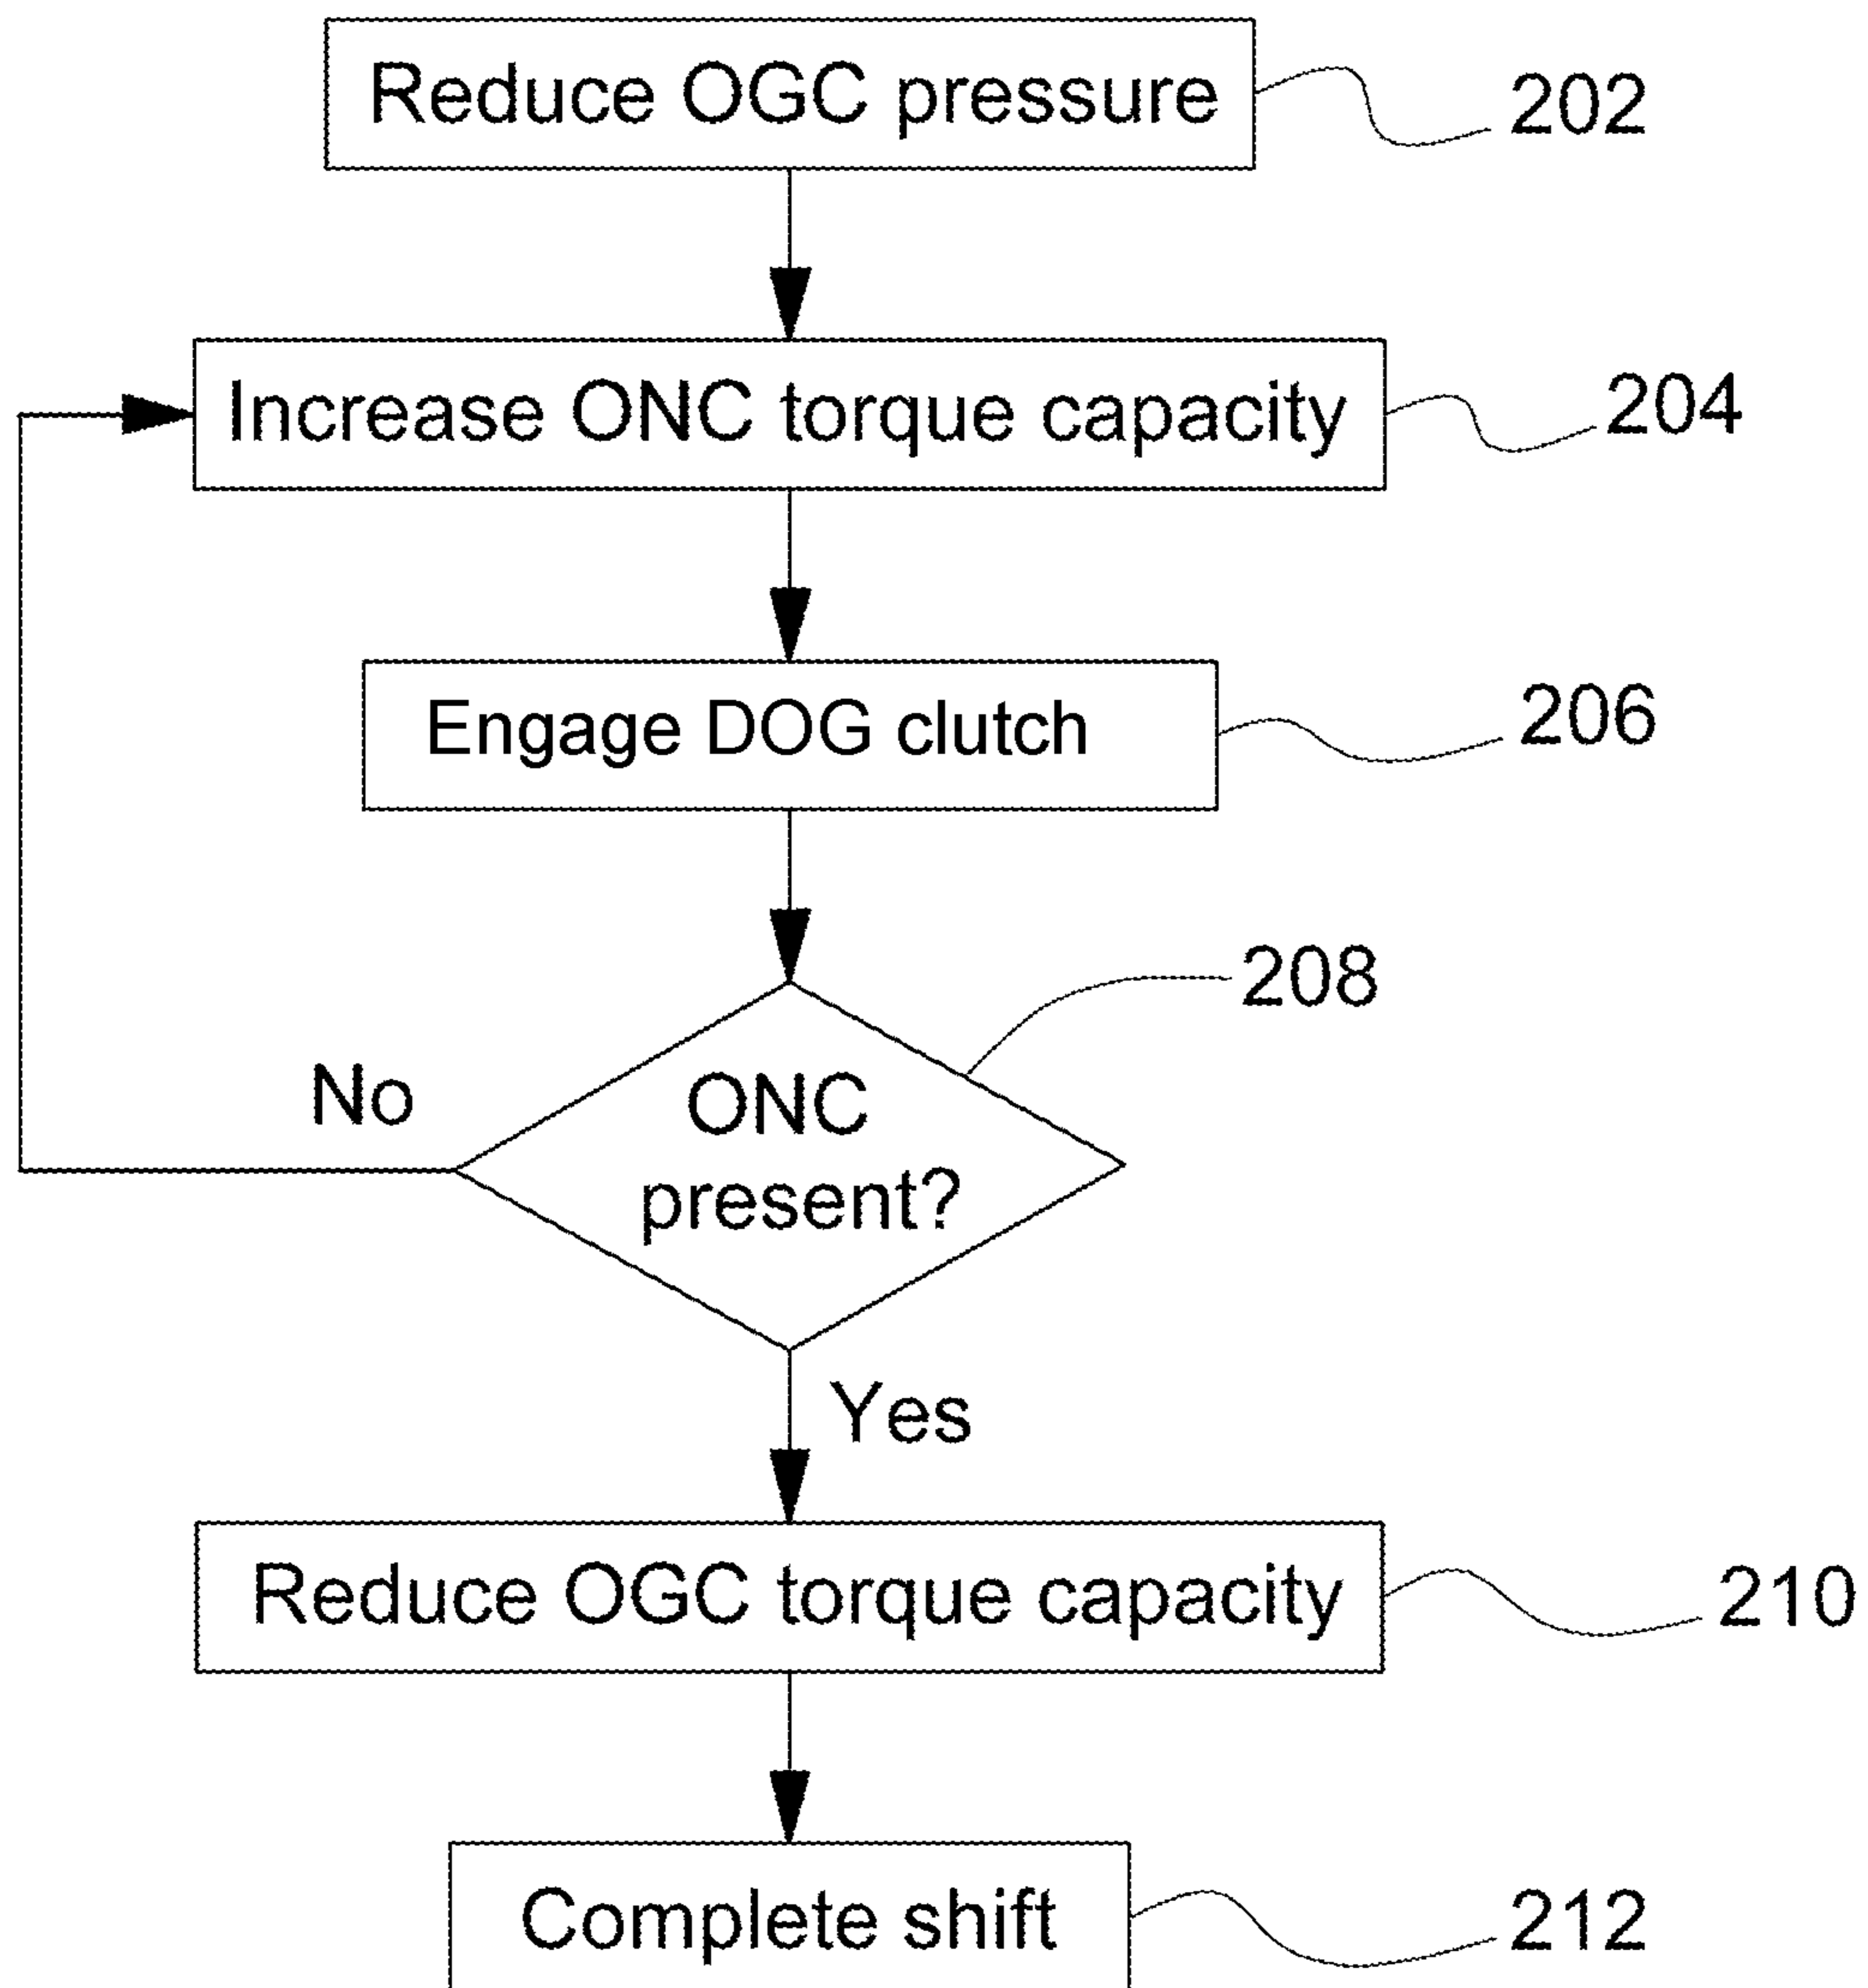 Reduce OGC pressure
202
Increase ONC torque capacity
204
Engage DOG clutch
206
208
ONC
present?
No
Yes
Reduce OGC torque capacity
210
Complete shift
212